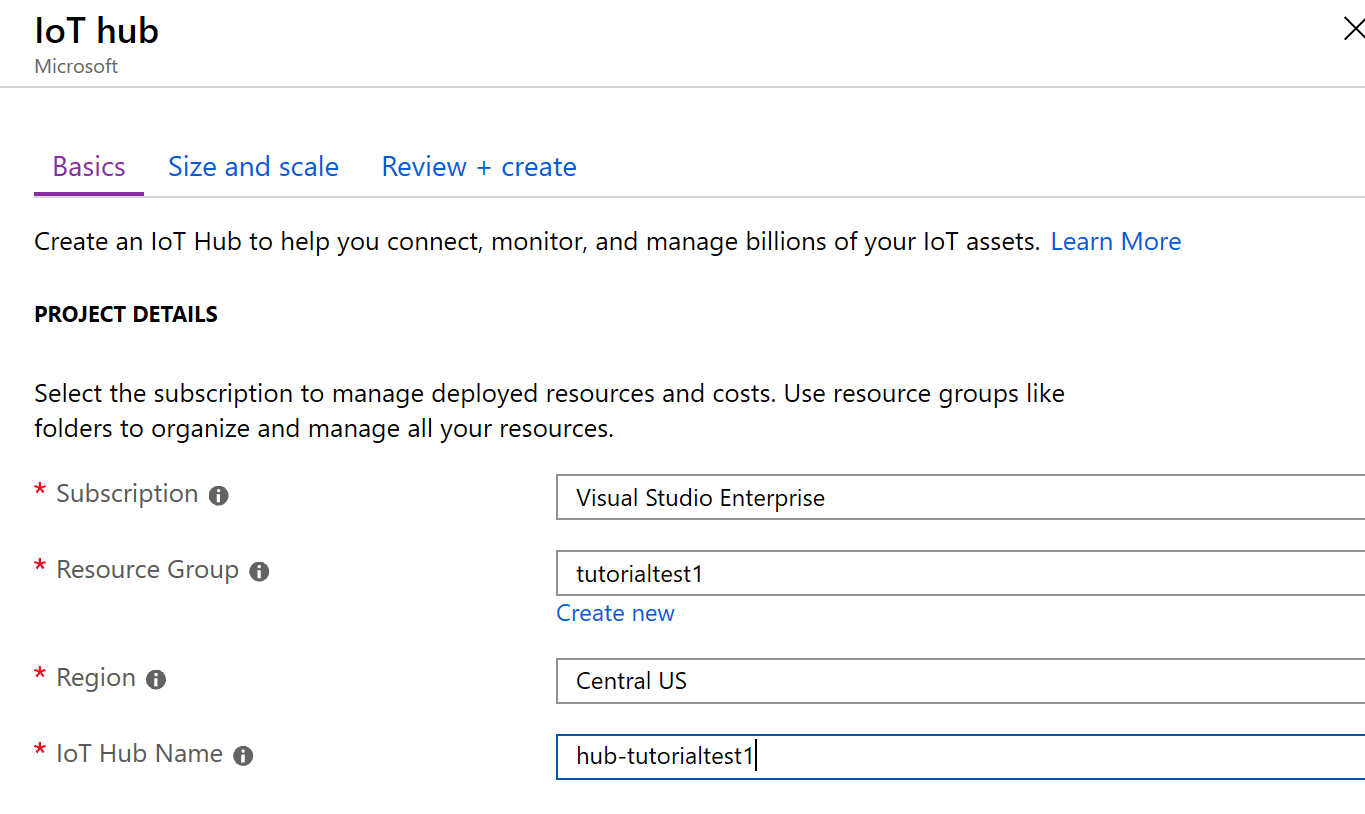 IoT hub
Microsoft
Basics Size and scale Review + create
Create an IoT Hub to help you connect, monitor, and manage billions of your IoT assets. Learn More
PROJECT DETAILS
Select the subscription to manage deployed resources and costs. Use resource groups like
folders to organize and manage all your resources.
* Subscription Visual Studio Enterprise
* Resource Group tutorialtest1
Create new
* Region Central US
* IoT Hub Name hub-tutorialtest1